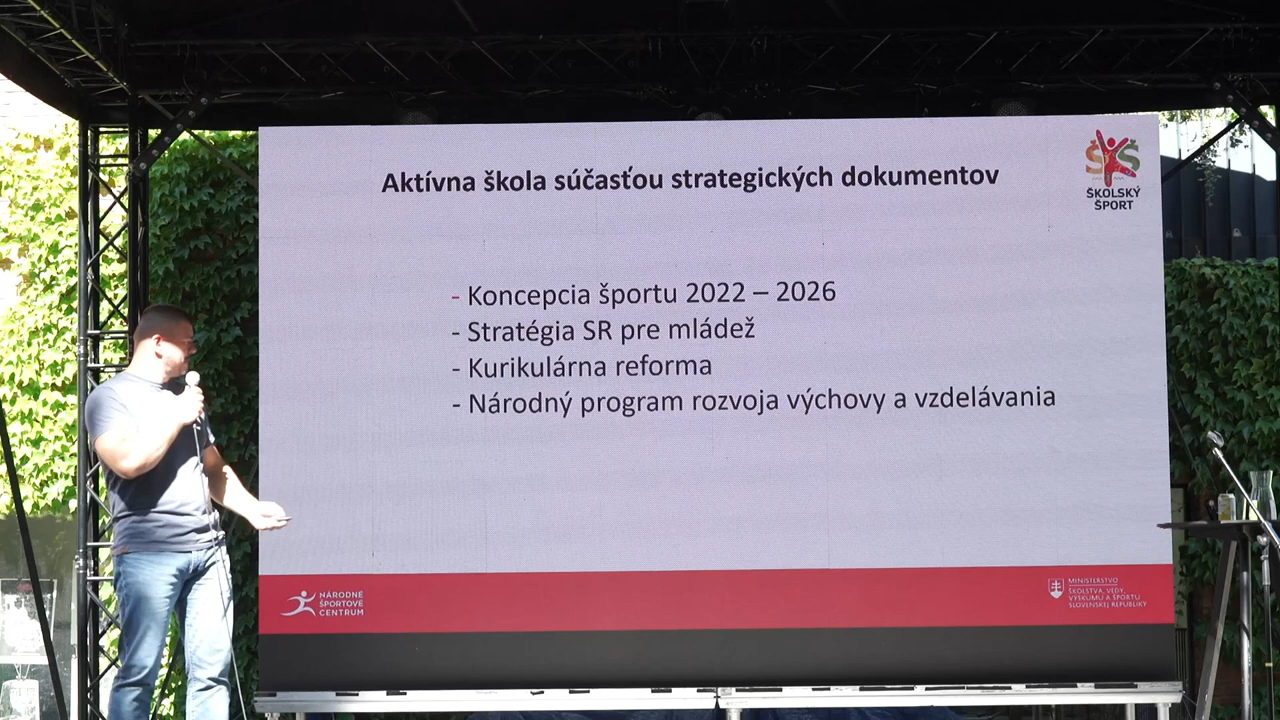 Aktívna škola súčasťou strategických dokumentov
ŠŠ
ŠKOLSKÝ
ŠPORT
- Koncepcia športu 2022 – 2026
- Stratégia SR pre mládež
- Kurikulárna reforma
- Národný program rozvoja výchovy a vzdelávania
NÁRODNÉ
ŠPORTOVÉ
CENTRUM
MINISTERSTVO
ŠKOLSTVA, VEDY,
VÝSKUMU A ŠPORTU
SLOVENSKEJ REPUBLIKY